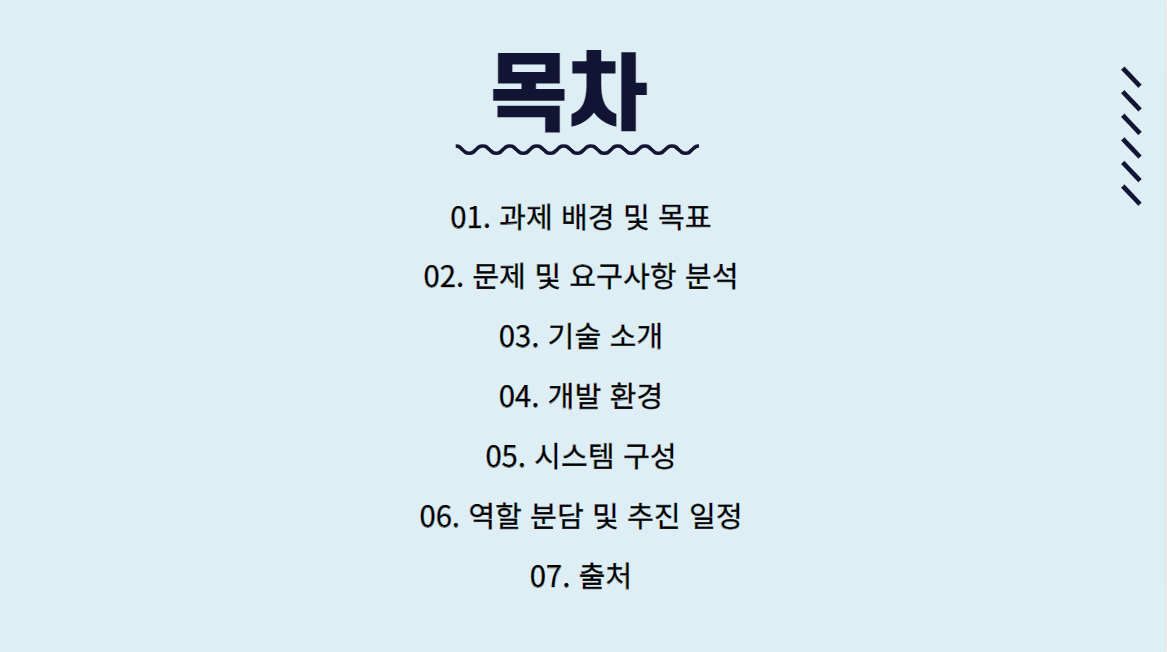 목차
01. 과제 배경 및 목표
02. 문제 및 요구사항 분석
03. 기술 소개
04. 개발 환경
05. 시스템 구성
06. 역할 분담 및 추진 일정
07. 출처